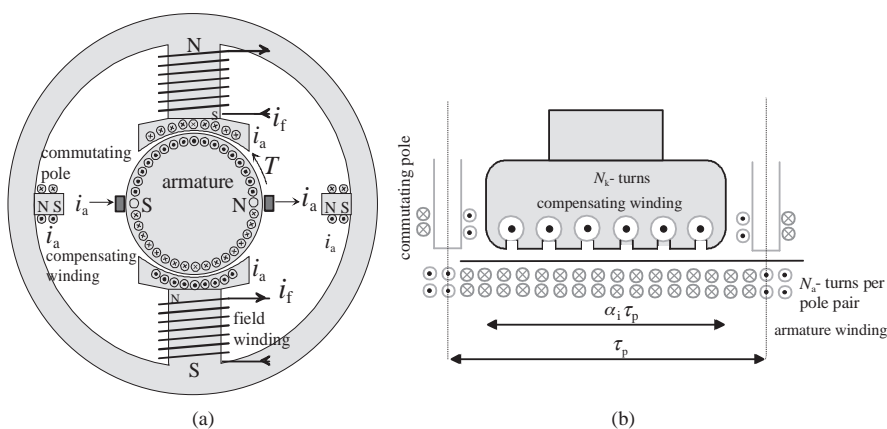 N
i_f
S
i_a
commutating
pole
T
armature
i_a
i_a
N S
S
N
N S
i_a
i_a
compensating
winding
i_a
N
i_f
field
winding
S
(a)
commutating pole
N_k- turns
compensating winding
N_a- turns per
pole pair
α_i τ_p
armature winding
τ_p
(b)